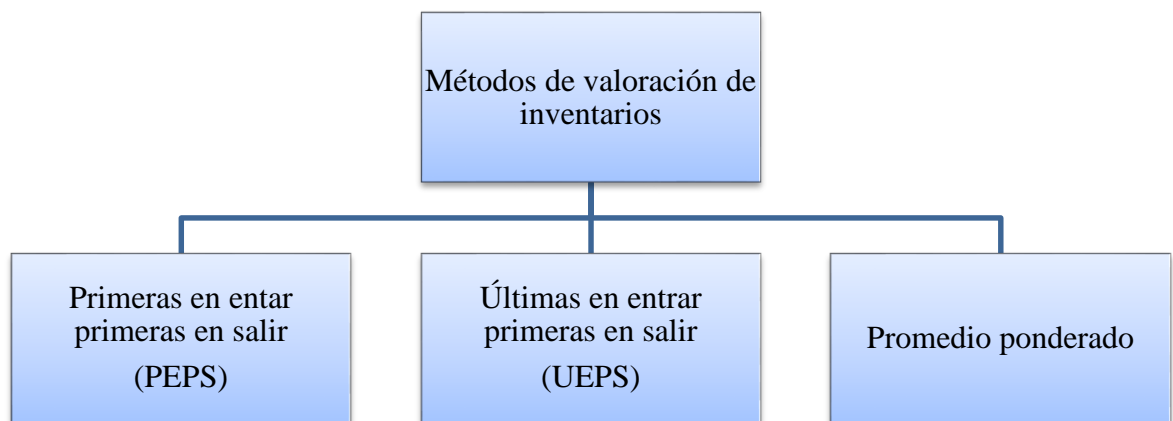 Métodos de valoración de
inventarios
Primeras en entar
primeras en salir
(PEPS)
Últimas en entrar
primeras en salir
(UEPS)
Promedio ponderado